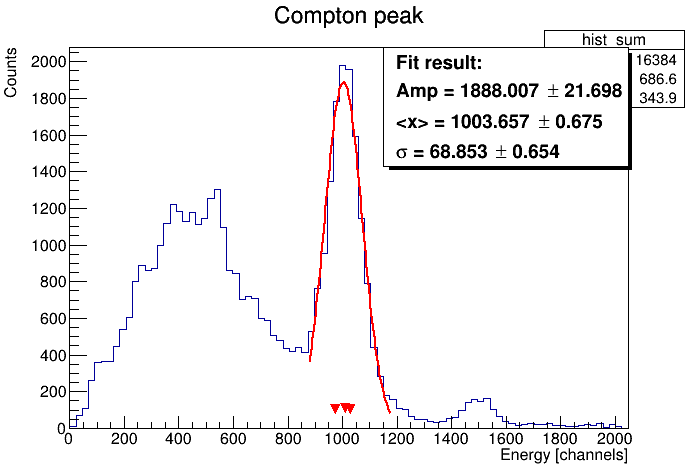 Compton peak
hist_sum
16384
686.6
343.9
Fit result:
Amp = 1888.007 ± 21.698
<x> = 1003.657 ± 0.675
σ = 68.853 ± 0.654
Counts
2000
1800
1600
1400
1200
1000
800
600
400
200
0
0 200 400 600 800 1000 1200 1400 1600 1800 2000
Energy [channels]